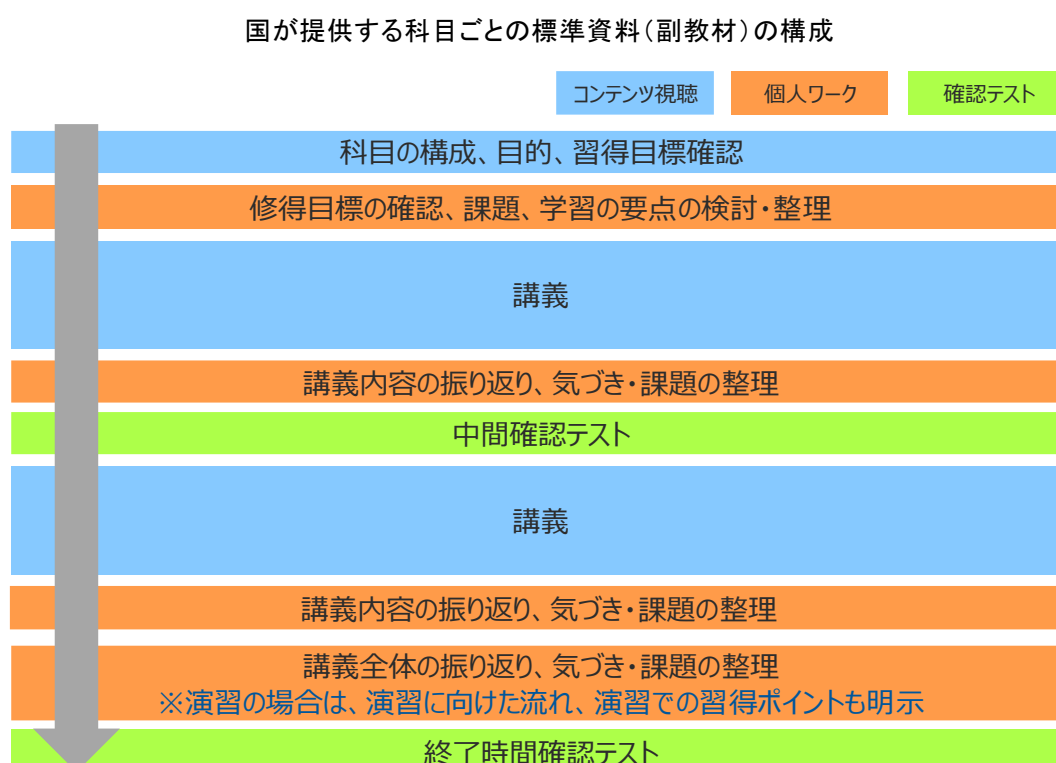 国が提供する科目ごとの標準資料（副教材）の構成
コンテンツ視聴
個人ワーク
確認テスト
科目の構成、目的、習得目標確認
修得目標の確認、課題、学習の要点の検討・整理
講義
講義内容の振り返り、気づき・課題の整理
中間確認テスト
講義
講義内容の振り返り、気づき・課題の整理
講義全体の振り返り、気づき・課題の整理
※演習の場合は、演習に向けた流れ、演習での習得ポイントも明示
終了時間確認テスト